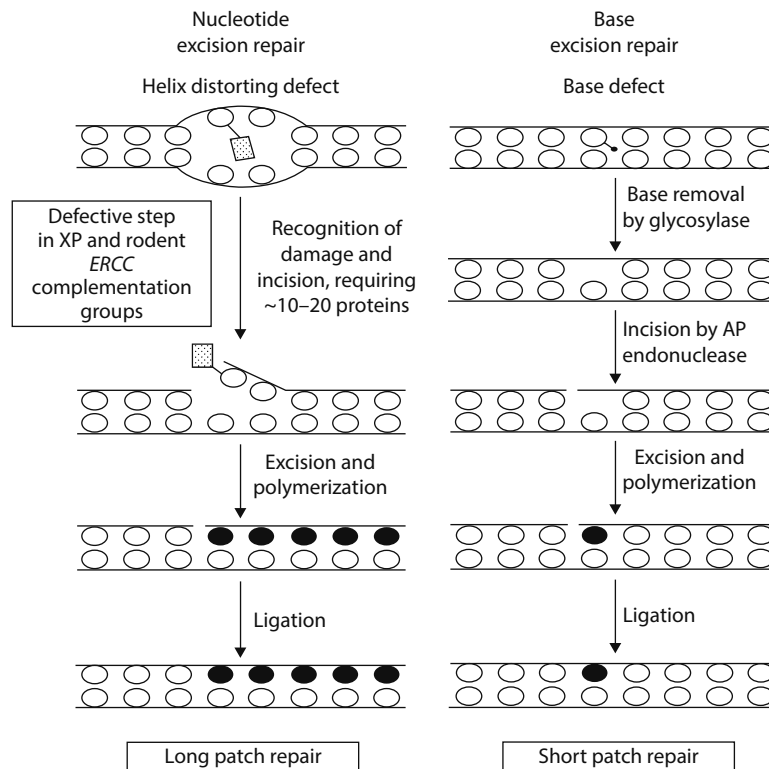 Nucleotide
excision repair
Helix distorting defect
Defective step
in XP and rodent
ERCC
complementation
groups
Recognition of
damage and
incision, requiring
~10–20 proteins
Excision and
polymerization
Ligation
Long patch repair
Base
excision repair
Base defect
Base removal
by glycosylase
Incision by AP
endonuclease
Excision and
polymerization
Ligation
Short patch repair